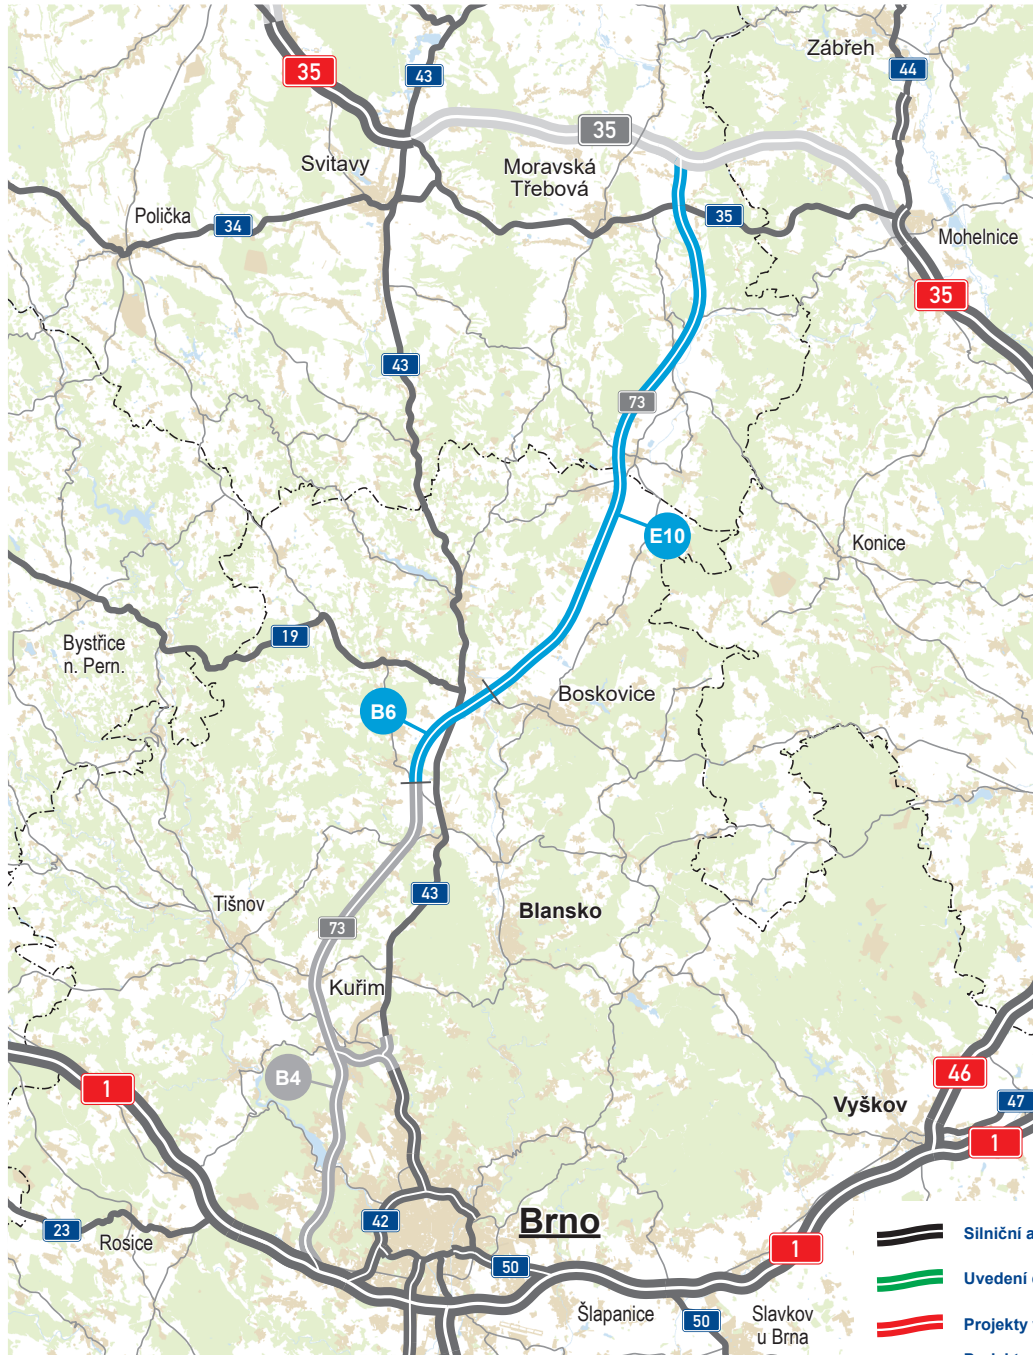 Zábřeh
35
43
44
35
Svitavy
Moravská
Třebová
Polička
34
35
Mohelnice
35
43
73
E10
Konice
Bystřice
n. Pern.
19
Boskovice
B6
43
Tišnov
Blansko
73
Kuřim
B4
1
46
47
Vyškov
1
23
Rosice
42
Brno
1
50
Šlapanice
50
Slavkov
u Brna
Silniční a
Uvedení
Projekty